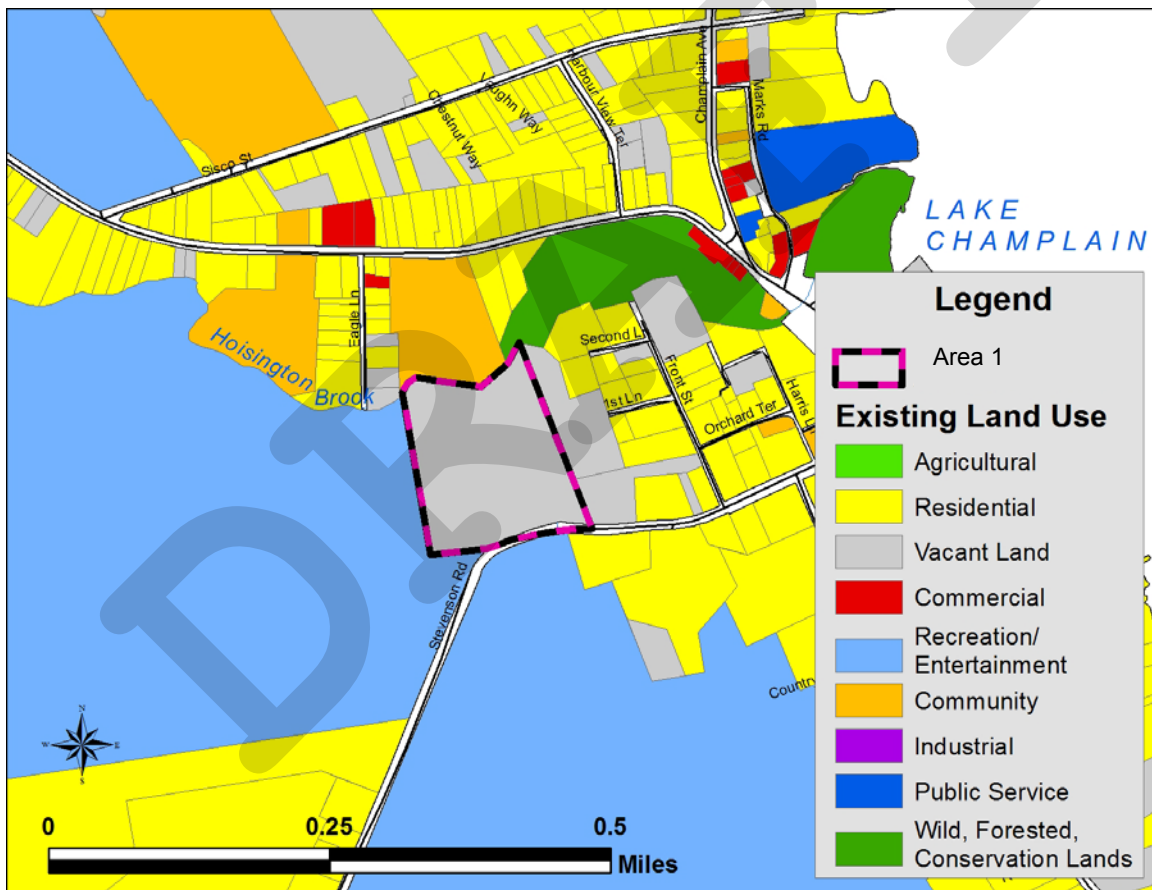 DRAFT
Sisco St
Vaughn Way
Chestnut Way
Harbour View Ter
Champlain Ave
Marks Rd
LAKE
CHAMPLAIN
Eagle Ln
Hoisington
Brook
Second Ln
1st Ln
Front St
Orchard Ter
Harris Ln
Stevenson Rd
Country
N
W
E
S
0
0.25
0.5
Miles
Legend
Area 1
Existing Land Use
Agricultural
Residential
Vacant Land
Commercial
Recreation/
Entertainment
Community
Industrial
Public Service
Wild, Forested,
Conservation Lands